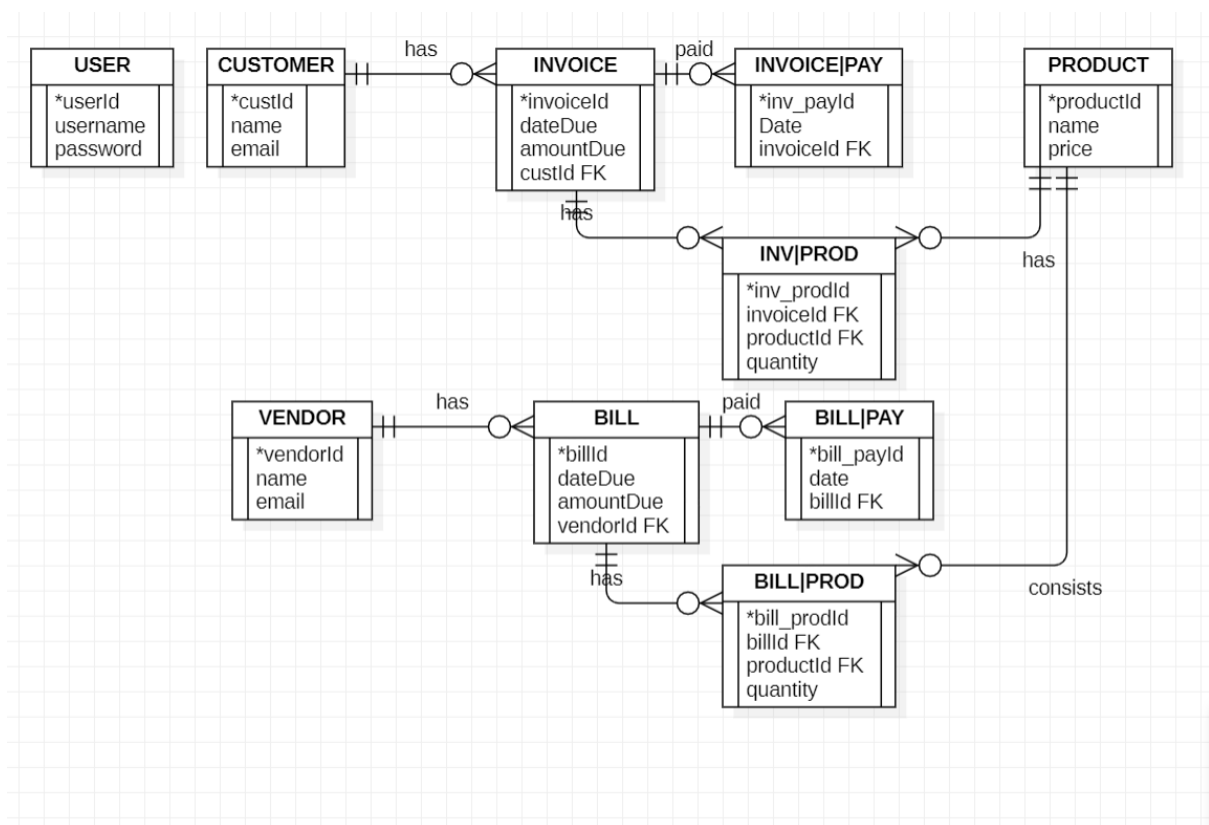 has
paid
USER
*userId
username
password
CUSTOMER
*custId
name
email
INVOICE
*invoiceId
dateDue
amountDue
custId FK
INVOICE|PAY
*inv_payId
Date
invoiceId FK
PRODUCT
*productId
name
price
has
has
INV|PROD
*inv_prodId
invoiceId FK
productId FK
quantity
has
paid
VENDOR
*vendorId
name
email
BILL
*billId
dateDue
amountDue
vendorId FK
BILL|PAY
*bill_payId
date
billId FK
has
consists
BILL|PROD
*bill_prodId
billId FK
productId FK
quantity